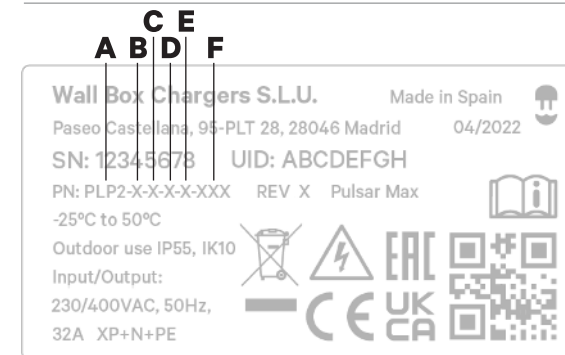 A B C D E F
Wall Box Chargers S.L.U. Made in Spain
Paseo Castellana, 95-PLT 28, 28046 Madrid 04/2022
SN: 12345678 UID: ABCDEFGH
PN: PLP2-X-X-X-X-XXX REV X Pulsar Max
-25°C to 50°C
Outdoor use IP55, IK10
Input/Output:
230/400VAC, 50Hz,
32A XP+N+PE
i
EAC
CE
UK
CA